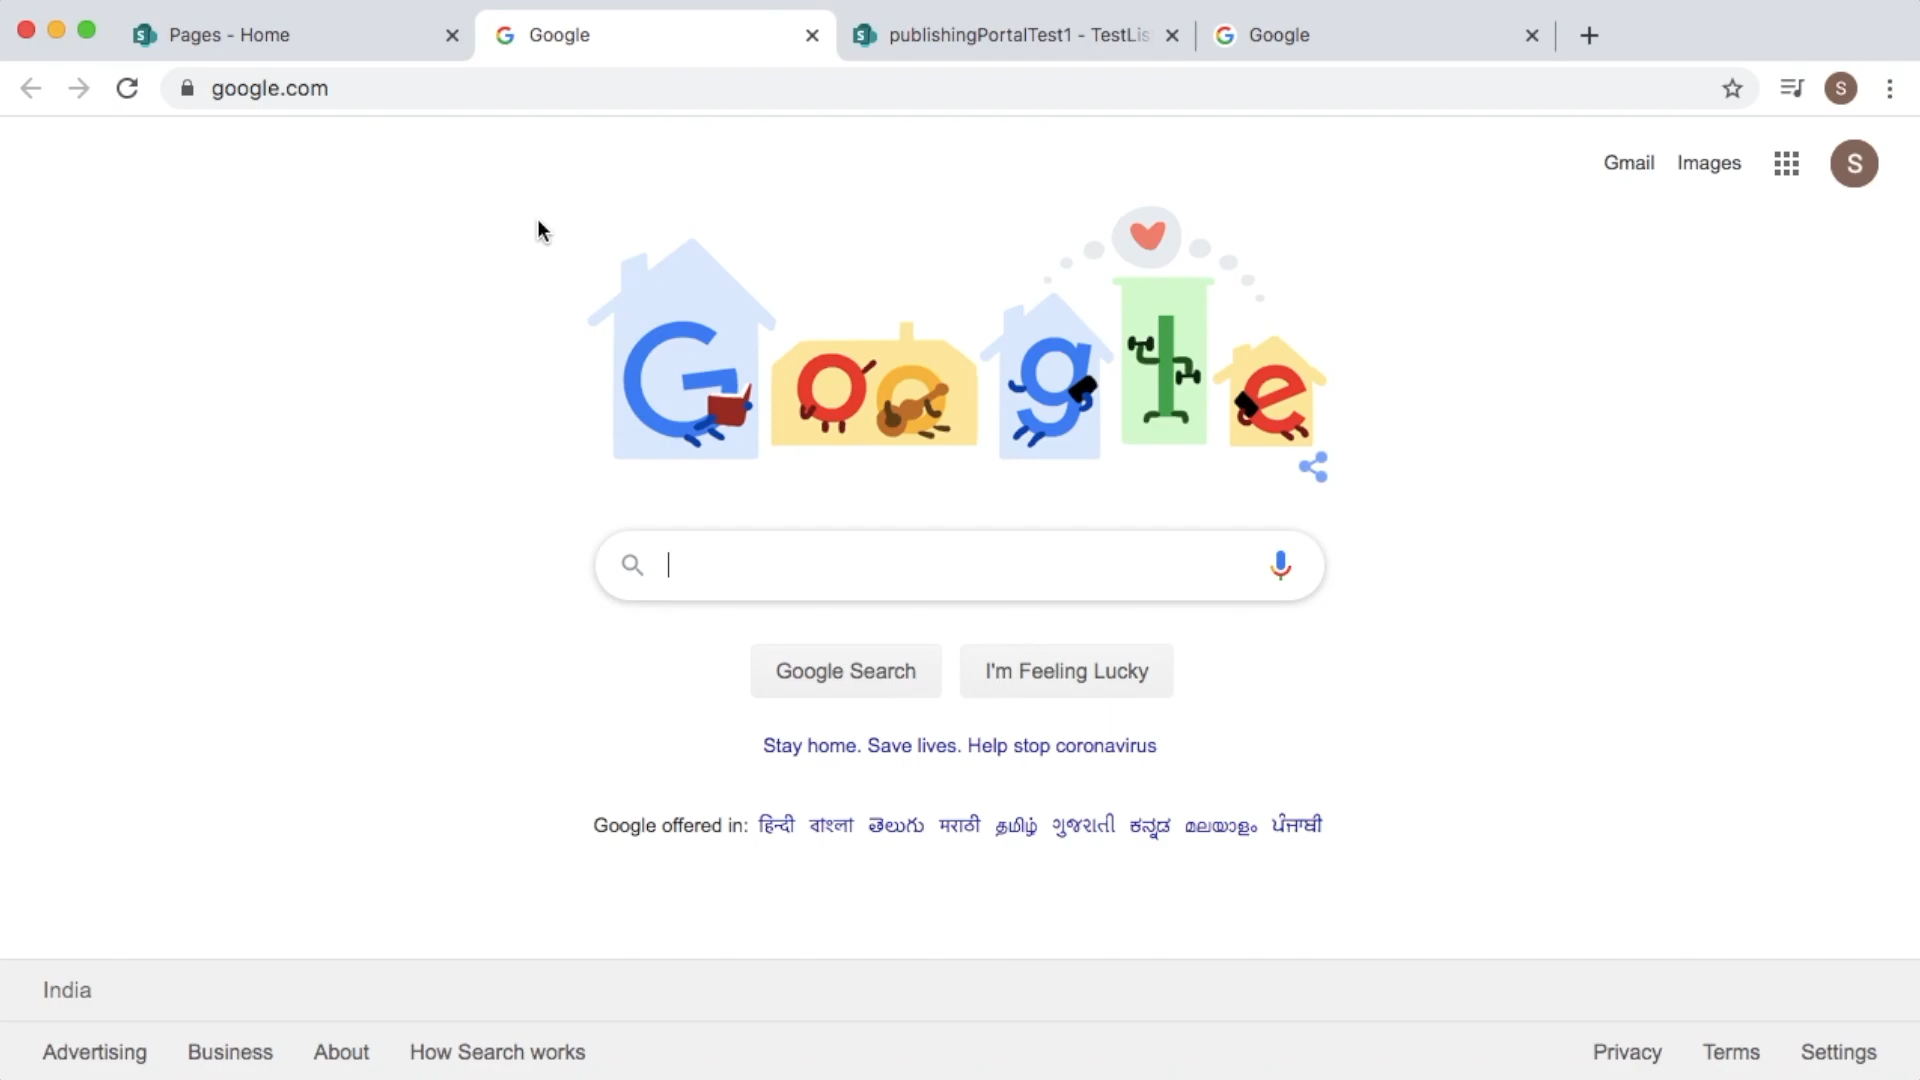 Pages - Home
Google
publishingPortalTest1 - TestLis
Google
google.com
S
Gmail
Images
S
Google
Google Search
I'm Feeling Lucky
Stay home. Save lives. Help stop coronavirus
Google offered in: हिन्दी বাংলা తెలుగు मराठी தமிழ் ગુજરાતી ಕನ್ನಡ മലയാളം ਪੰਜਾਬੀ
India
Advertising Business About How Search works
Privacy Terms Settings